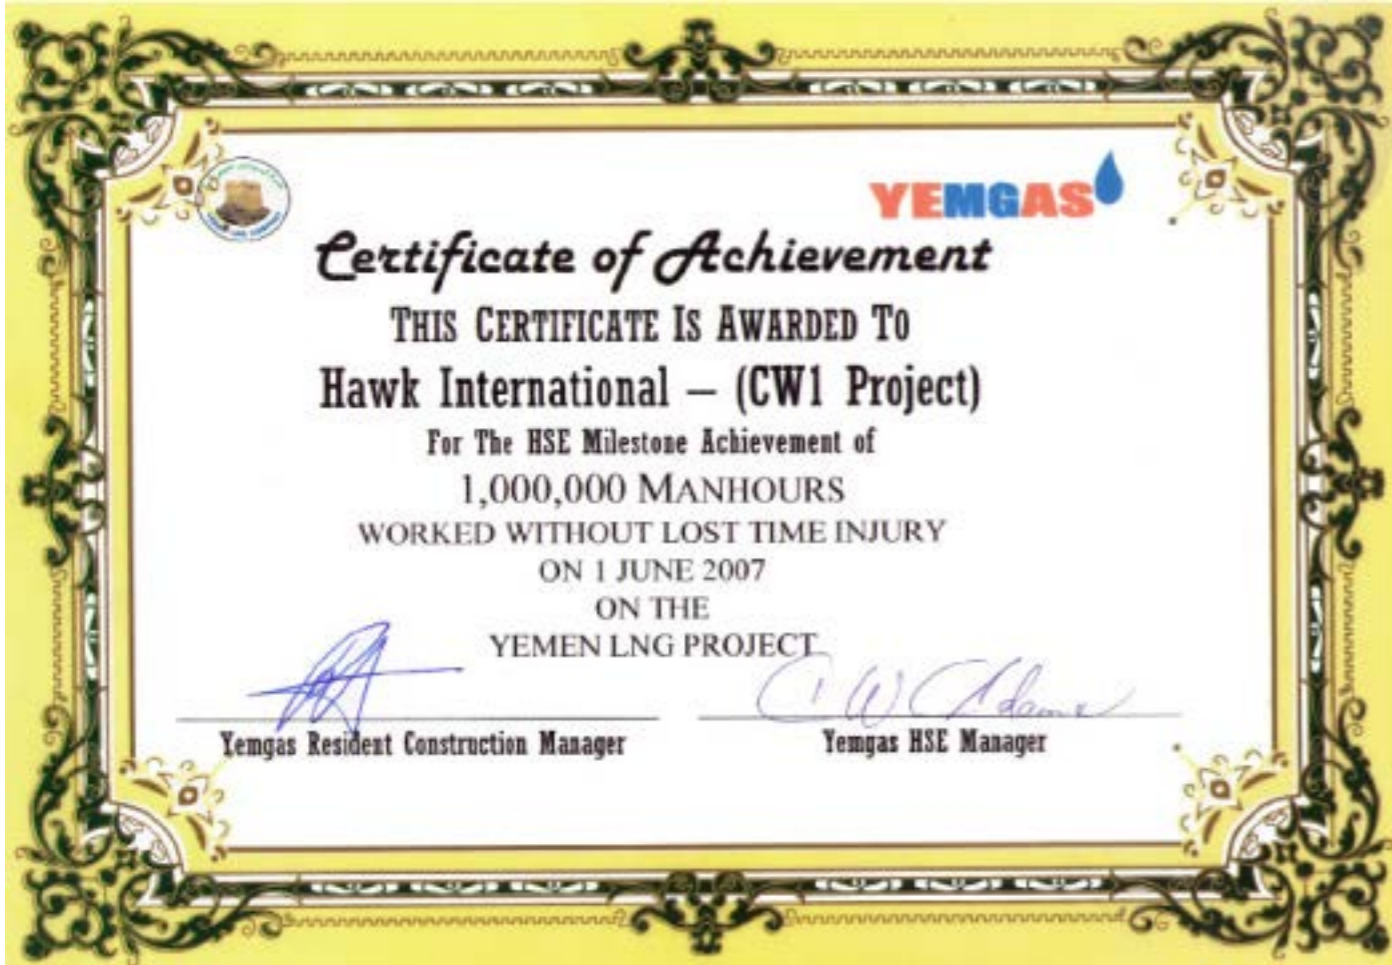 YEMGAS
Certificate of Achievement
THIS CERTIFICATE IS AWARDED TO
Hawk International – (CW1 Project)
For The HSE Milestone Achievement of
1,000,000 MANHOURS
WORKED WITHOUT LOST TIME INJURY
ON 1 JUNE 2007
ON THE
YEMEN LNG PROJECT
C W Adams
Yemgas Resident Construction Manager
Yemgas HSE Manager